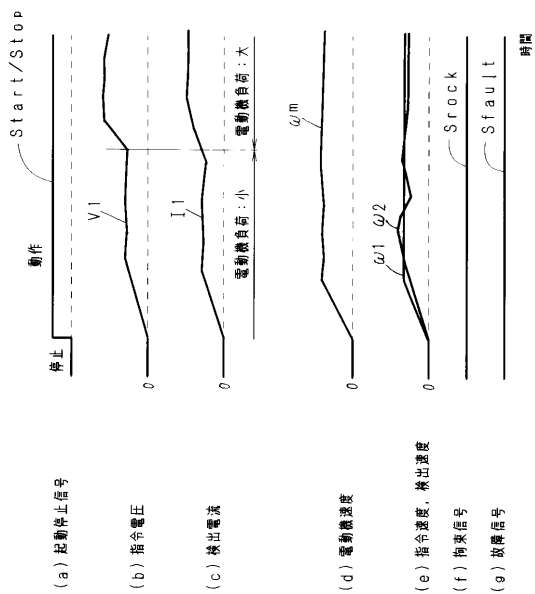 (a) 起動停止信号
停止
動作
Start/Stop
(b) 指令電圧
0
V1
(c) 検出電流
0
I1
電動機負荷:小
電動機負荷:大
(d) 電動機速度
0
ωm
(e) 指令速度,検出速度
0
ω1
ω2
(f) 拘束信号
Srock
(g) 故障信号
Sfault
時間